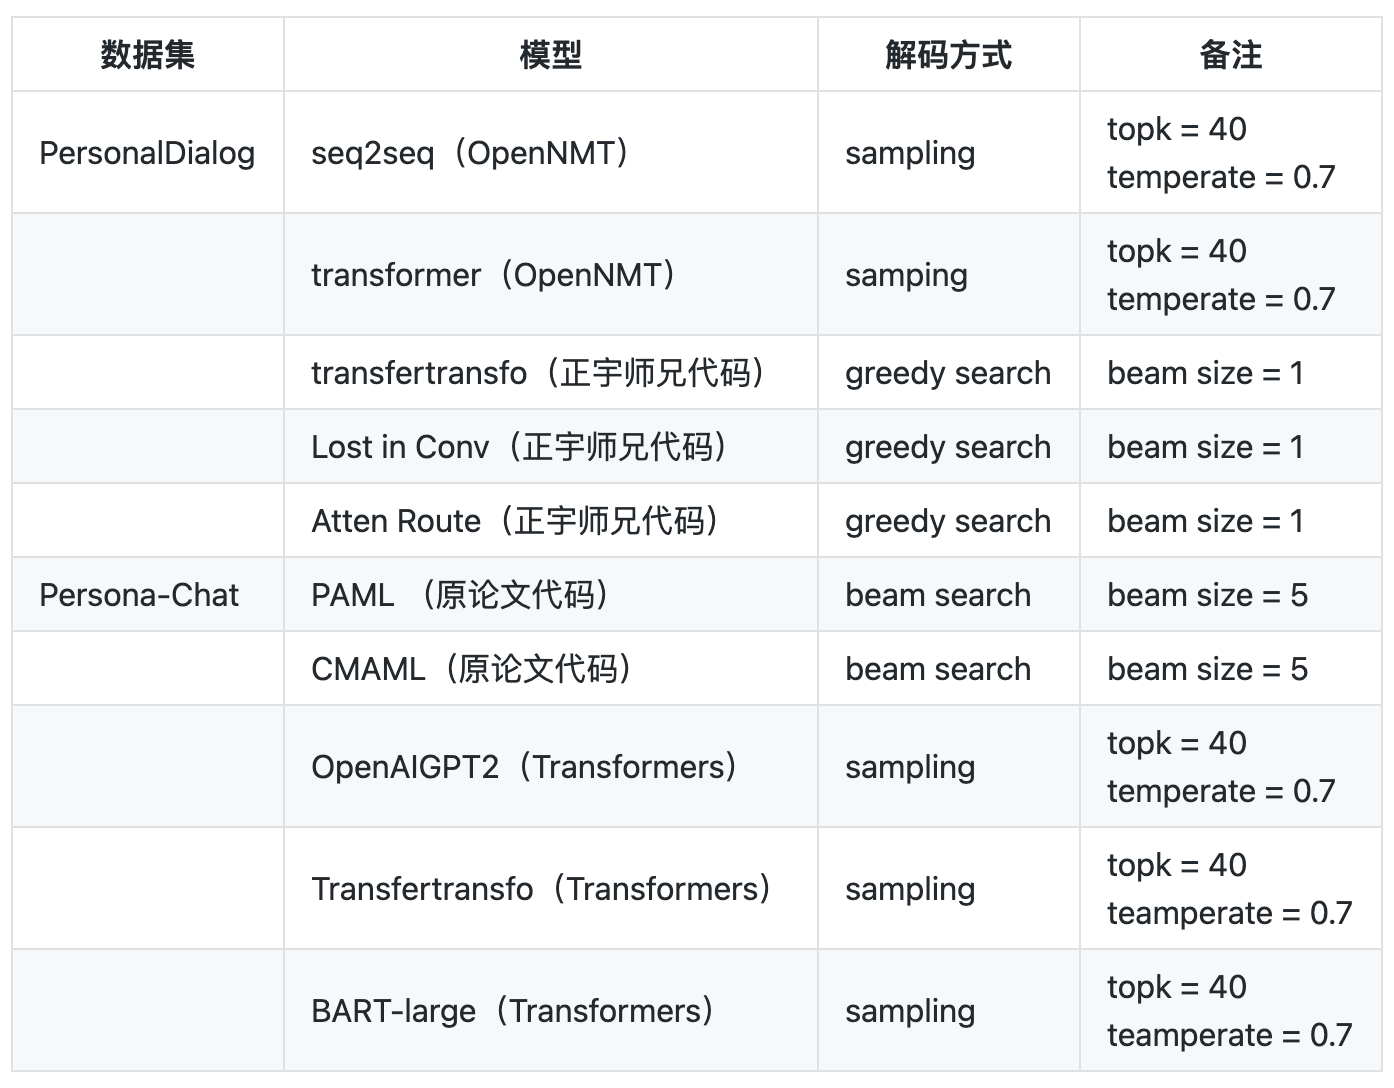 数据集 模型 解码方式 备注
PersonalDialog seq2seq（OpenNMT） sampling topk = 40
temperate = 0.7
transformer（OpenNMT） samping topk = 40
temperate = 0.7
transfertransfo（正宇师兄代码） greedy search beam size = 1
Lost in Conv（正宇师兄代码） greedy search beam size = 1
Atten Route（正宇师兄代码） greedy search beam size = 1
Persona-Chat PAML （原论文代码） beam search beam size = 5
CMAML（原论文代码） beam search beam size = 5
OpenAIGPT2（Transformers） sampling topk = 40
temperate = 0.7
Transfertransfo（Transformers） sampling topk = 40
teamperate = 0.7
BART-large（Transformers） sampling topk = 40
teamperate = 0.7